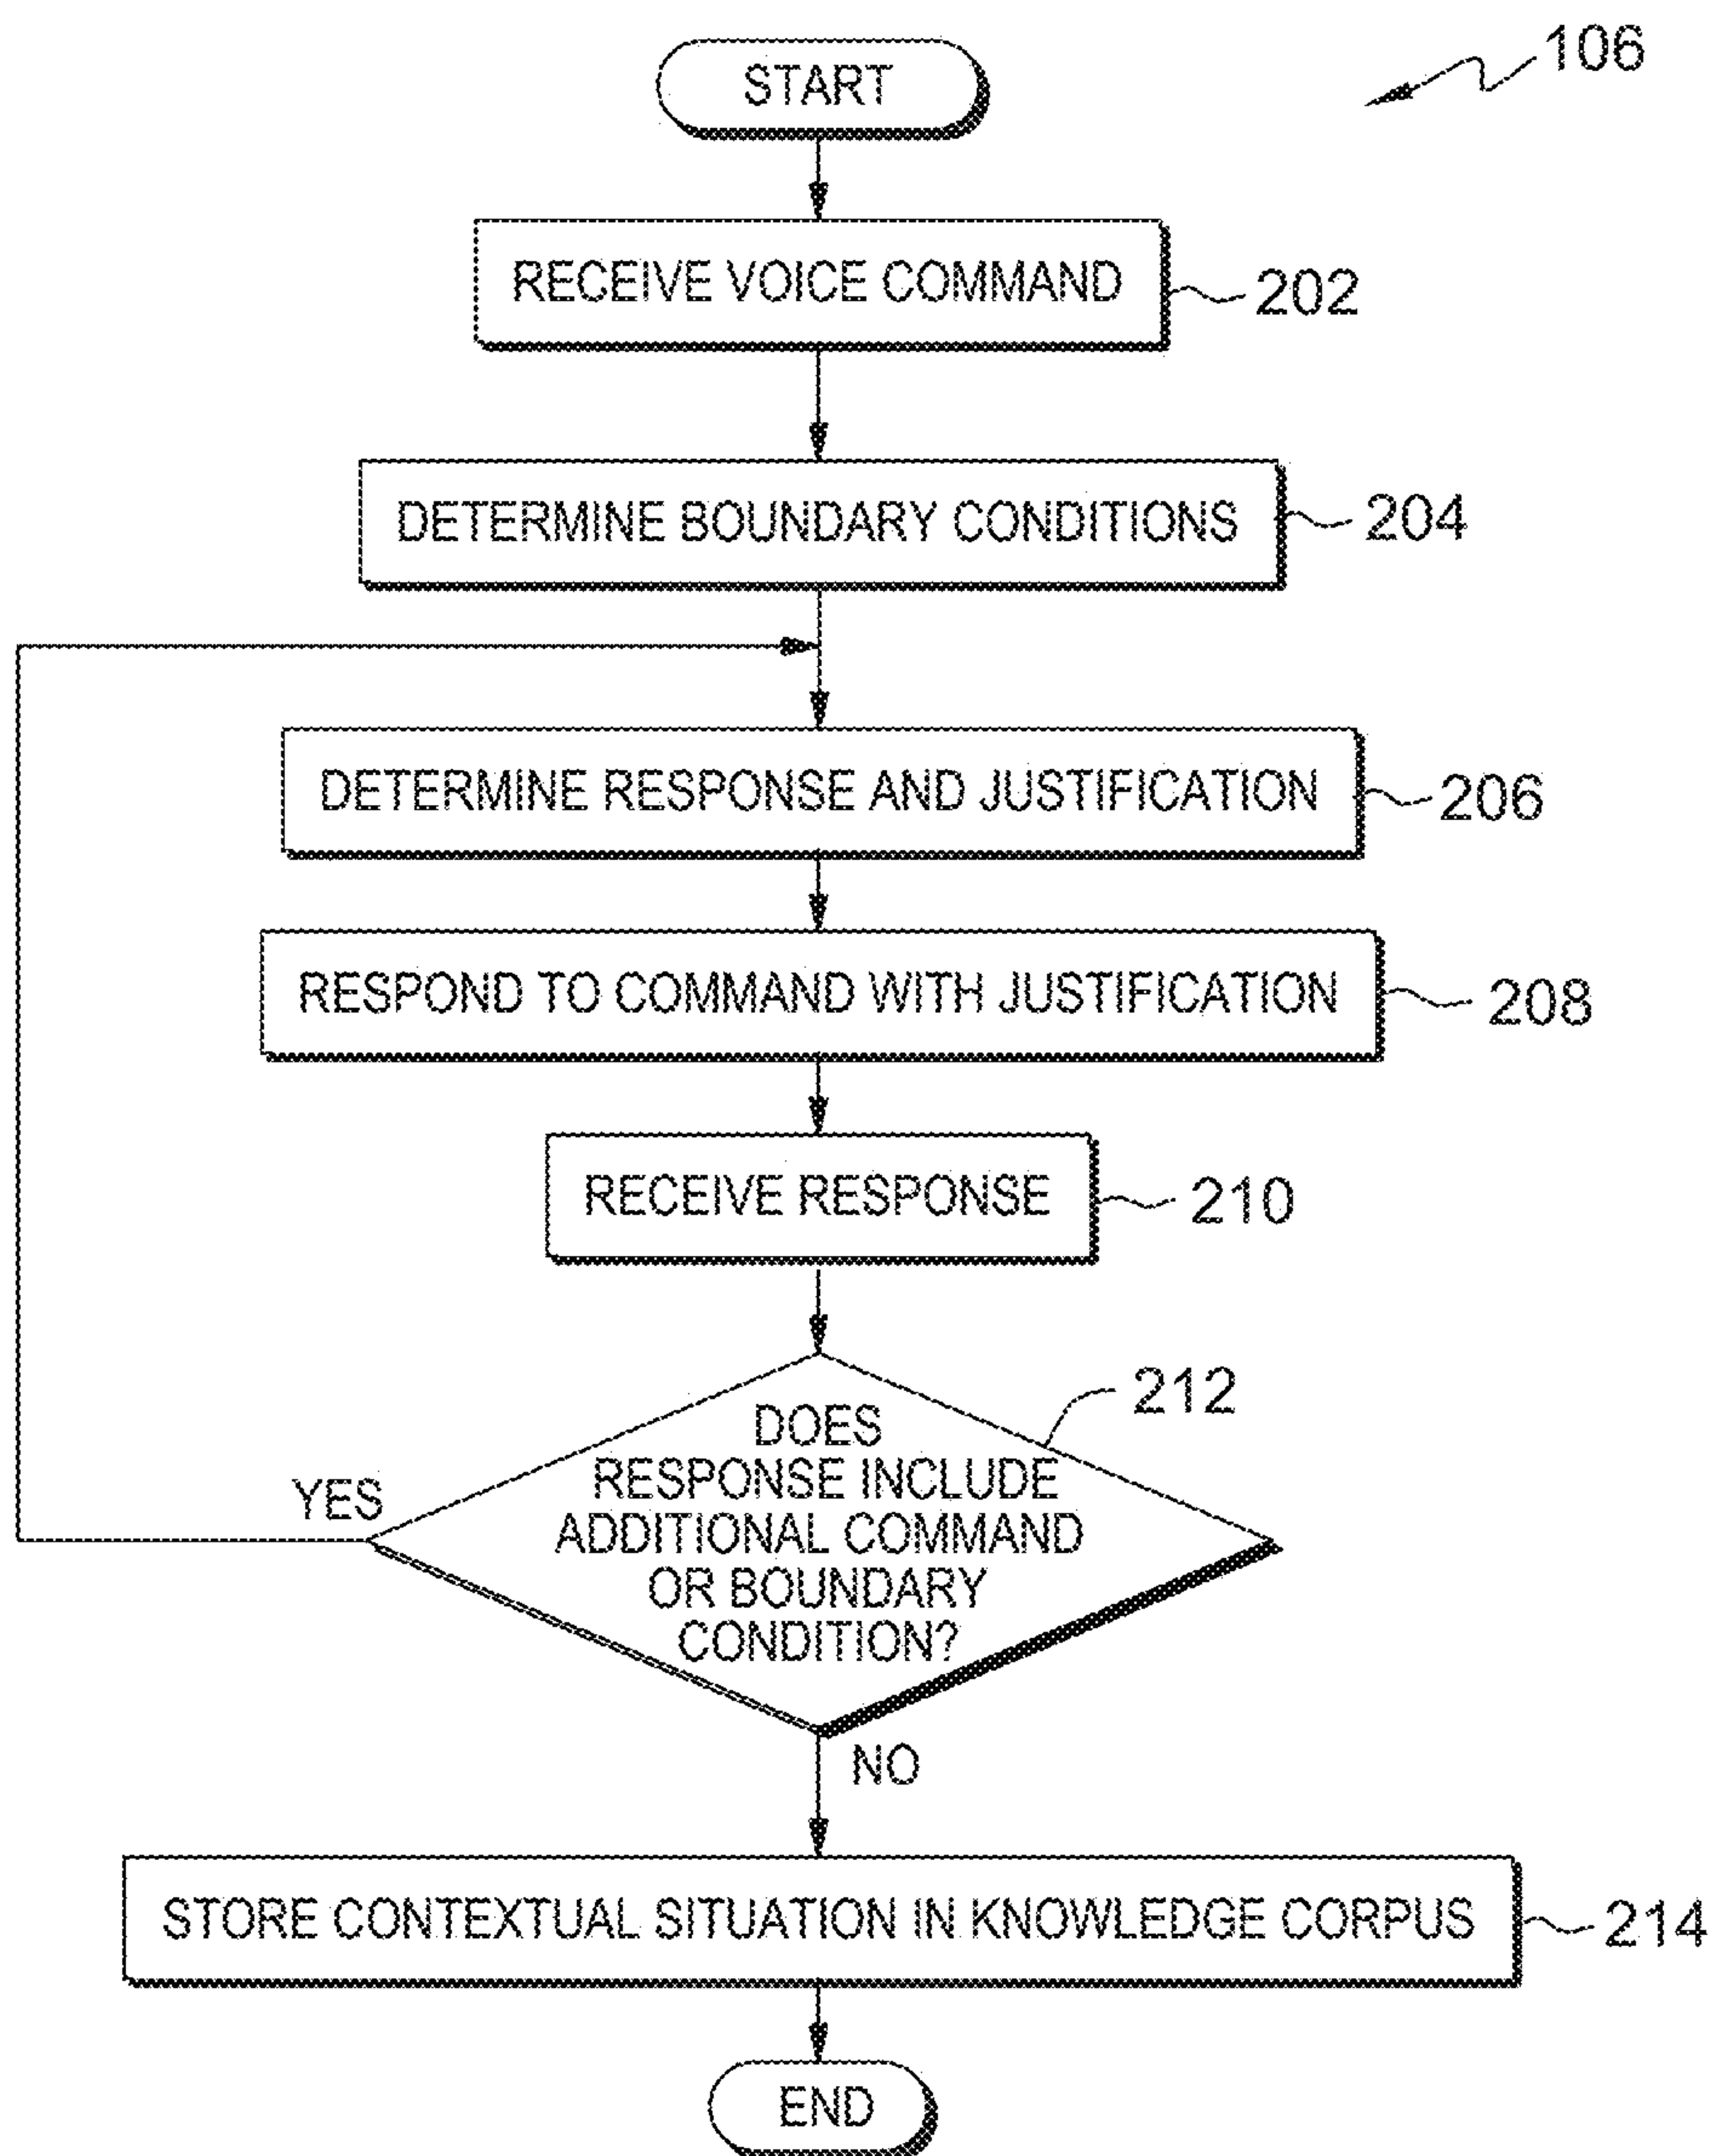 106
START
RECEIVE VOICE COMMAND
202
DETERMINE BOUNDARY CONDITIONS
204
DETERMINE RESPONSE AND JUSTIFICATION
206
RESPOND TO COMMAND WITH JUSTIFICATION
208
RECEIVE RESPONSE
210
212
DOES
RESPONSE INCLUDE
ADDITIONAL COMMAND
OR BOUNDARY
CONDITION?
YES
NO
STORE CONTEXTUAL SITUATION IN KNOWLEDGE CORPUS
214
END